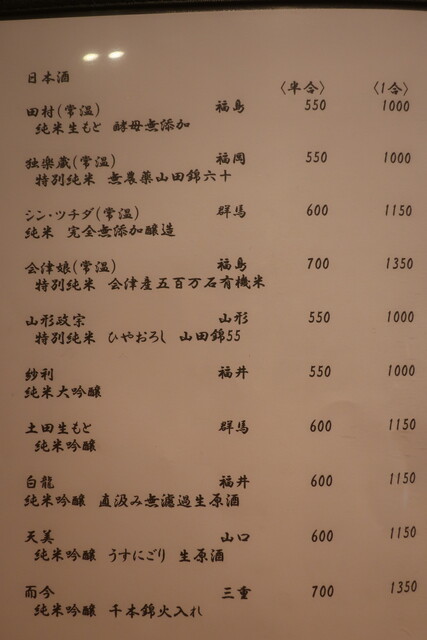 日本酒 〈半合〉 〈1合〉
田村(常温) 福島 550 1000
純米生もと 酵母無添加
独楽蔵(常温) 福岡 550 1000
特別純米 無農薬山田錦六十
シン・ツチダ(常温) 群馬 600 1150
純米 完全無添加醸造
会津娘(常温) 福島 700 1350
特別純米 会津産五百万石有機米
山形政宗 山形 550 1000
特別純米 ひやおろし 山田錦55
紗利 福井 550 1000
純米大吟醸
土田生もと 群馬 600 1150
純米吟醸
白龍 福井 600 1150
純米吟醸 直汲み無濾過生原酒
天美 山口 600 1150
純米吟醸 うすにごり 生原酒
而今 三重 700 1350
純米吟醸 千本錦火入れ